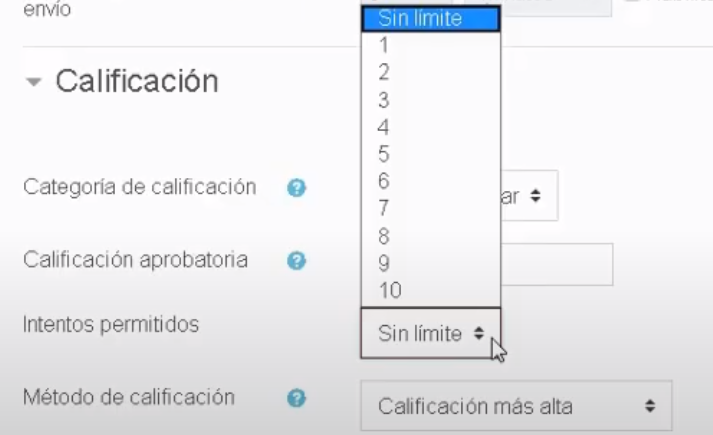 envío
Sin límite
1
2
3
4
5
6
7
8
9
10
Calificación
Categoría de calificación
ar
Calificación aprobatoria
Intentos permitidos
Sin límite
Método de calificación
Calificación más alta